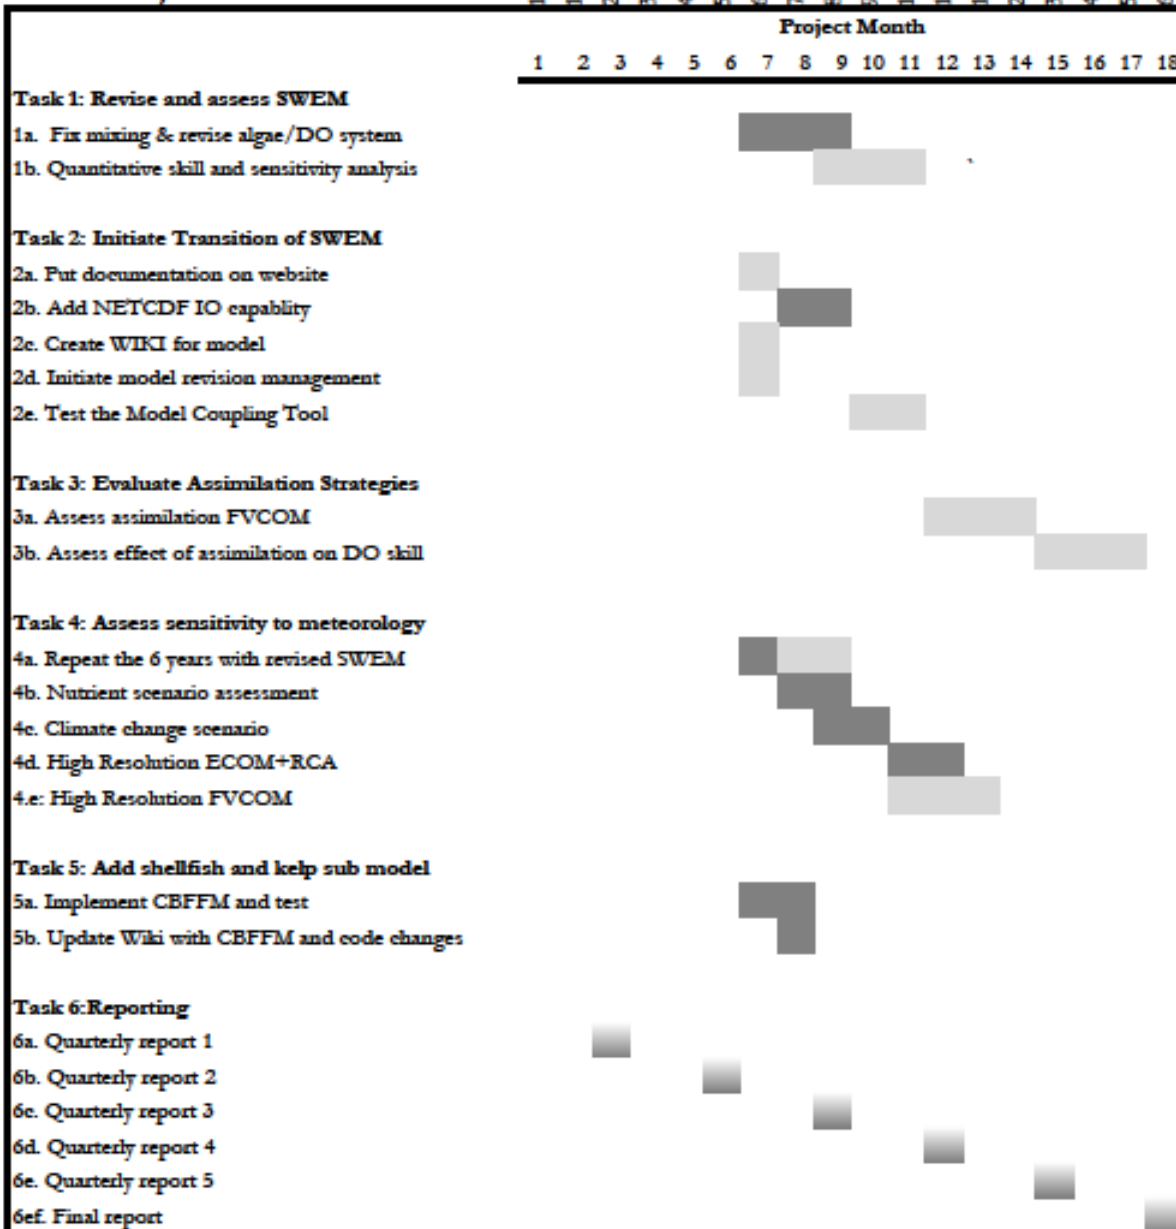 Project Month
1 2 3 4 5 6 7 8 9 10 11 12 13 14 15 16 17 18
Task 1: Revise and assess SWEM
1a. Fix mixing & revise algae/DO system
1b. Quantitative skill and sensitivity analysis
Task 2: Initiate Transition of SWEM
2a. Put documentation on website
2b. Add NETCDF IO capablity
2c. Create WIKI for model
2d. Initiate model revision management
2e. Test the Model Coupling Tool
Task 3: Evaluate Assimilation Strategies
3a. Assess assimilation FVCOM
3b. Assess effect of assimilation on DO skill
Task 4: Assess sensitivity to meteorology
4a. Repeat the 6 years with revised SWEM
4b. Nutrient scenario assessment
4c. Climate change scenario
4d. High Resolution ECOM+RCA
4.e: High Resolution FVCOM
Task 5: Add shellfish and kelp sub model
5a. Implement CBFFM and test
5b. Update Wiki with CBFFM and code changes
Task 6:Reporting
6a. Quarterly report 1
6b. Quarterly report 2
6c. Quarterly report 3
6d. Quarterly report 4
6e. Quarterly report 5
6ef. Final report